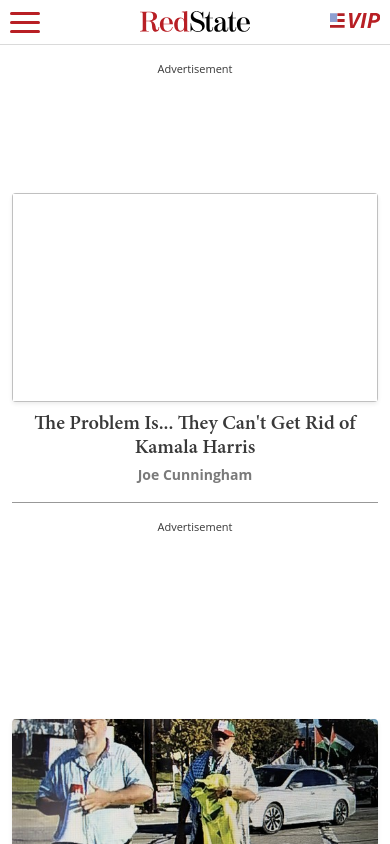 RedState
VIP
Advertisement
The Problem Is... They Can't Get Rid of
Kamala Harris
Joe Cunningham
Advertisement